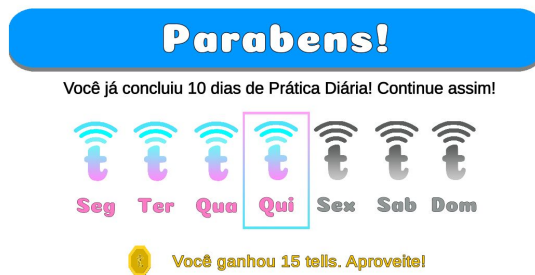 Parabens!
Você já concluiu 10 dias de Prática Diária! Continue assim!
t t t t t t t
Seg Ter Qua Qui Sex Sab Dom
Você ganhou 15 tells. Aproveite!